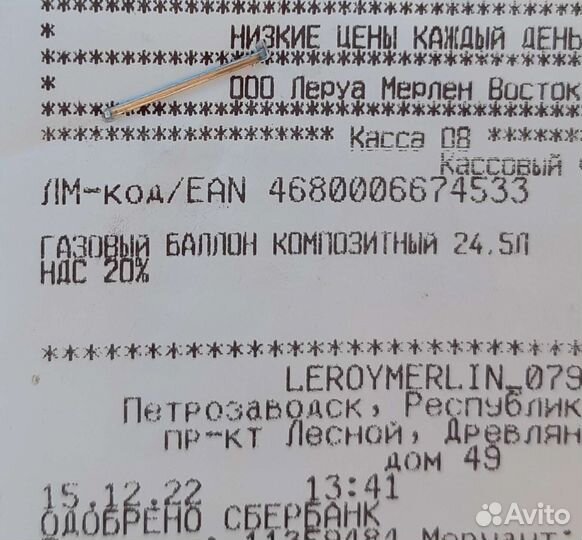 ********************************
* НИЗКИЕ ЦЕНЫ КАЖДЫЙ ДЕНЬ
********************************
* ООО Леруа Мерлен Восток
********************************
****************** Касса 08 ******
Кассовый
ЛМ-код/EAN 4680006674533
ГАЗОВЫЙ БАЛЛОН КОМПОЗИТНЫЙ 24.5Л
НДС 20%
********************************
LEROYMERLIN_079
Петрозаводск, Республик
пр-кт Лесной, Древлян
дом 49
15.12.22 13:41
ОДОБРЕНО СБЕРБАНК
11359484 Мерчант:
Avito